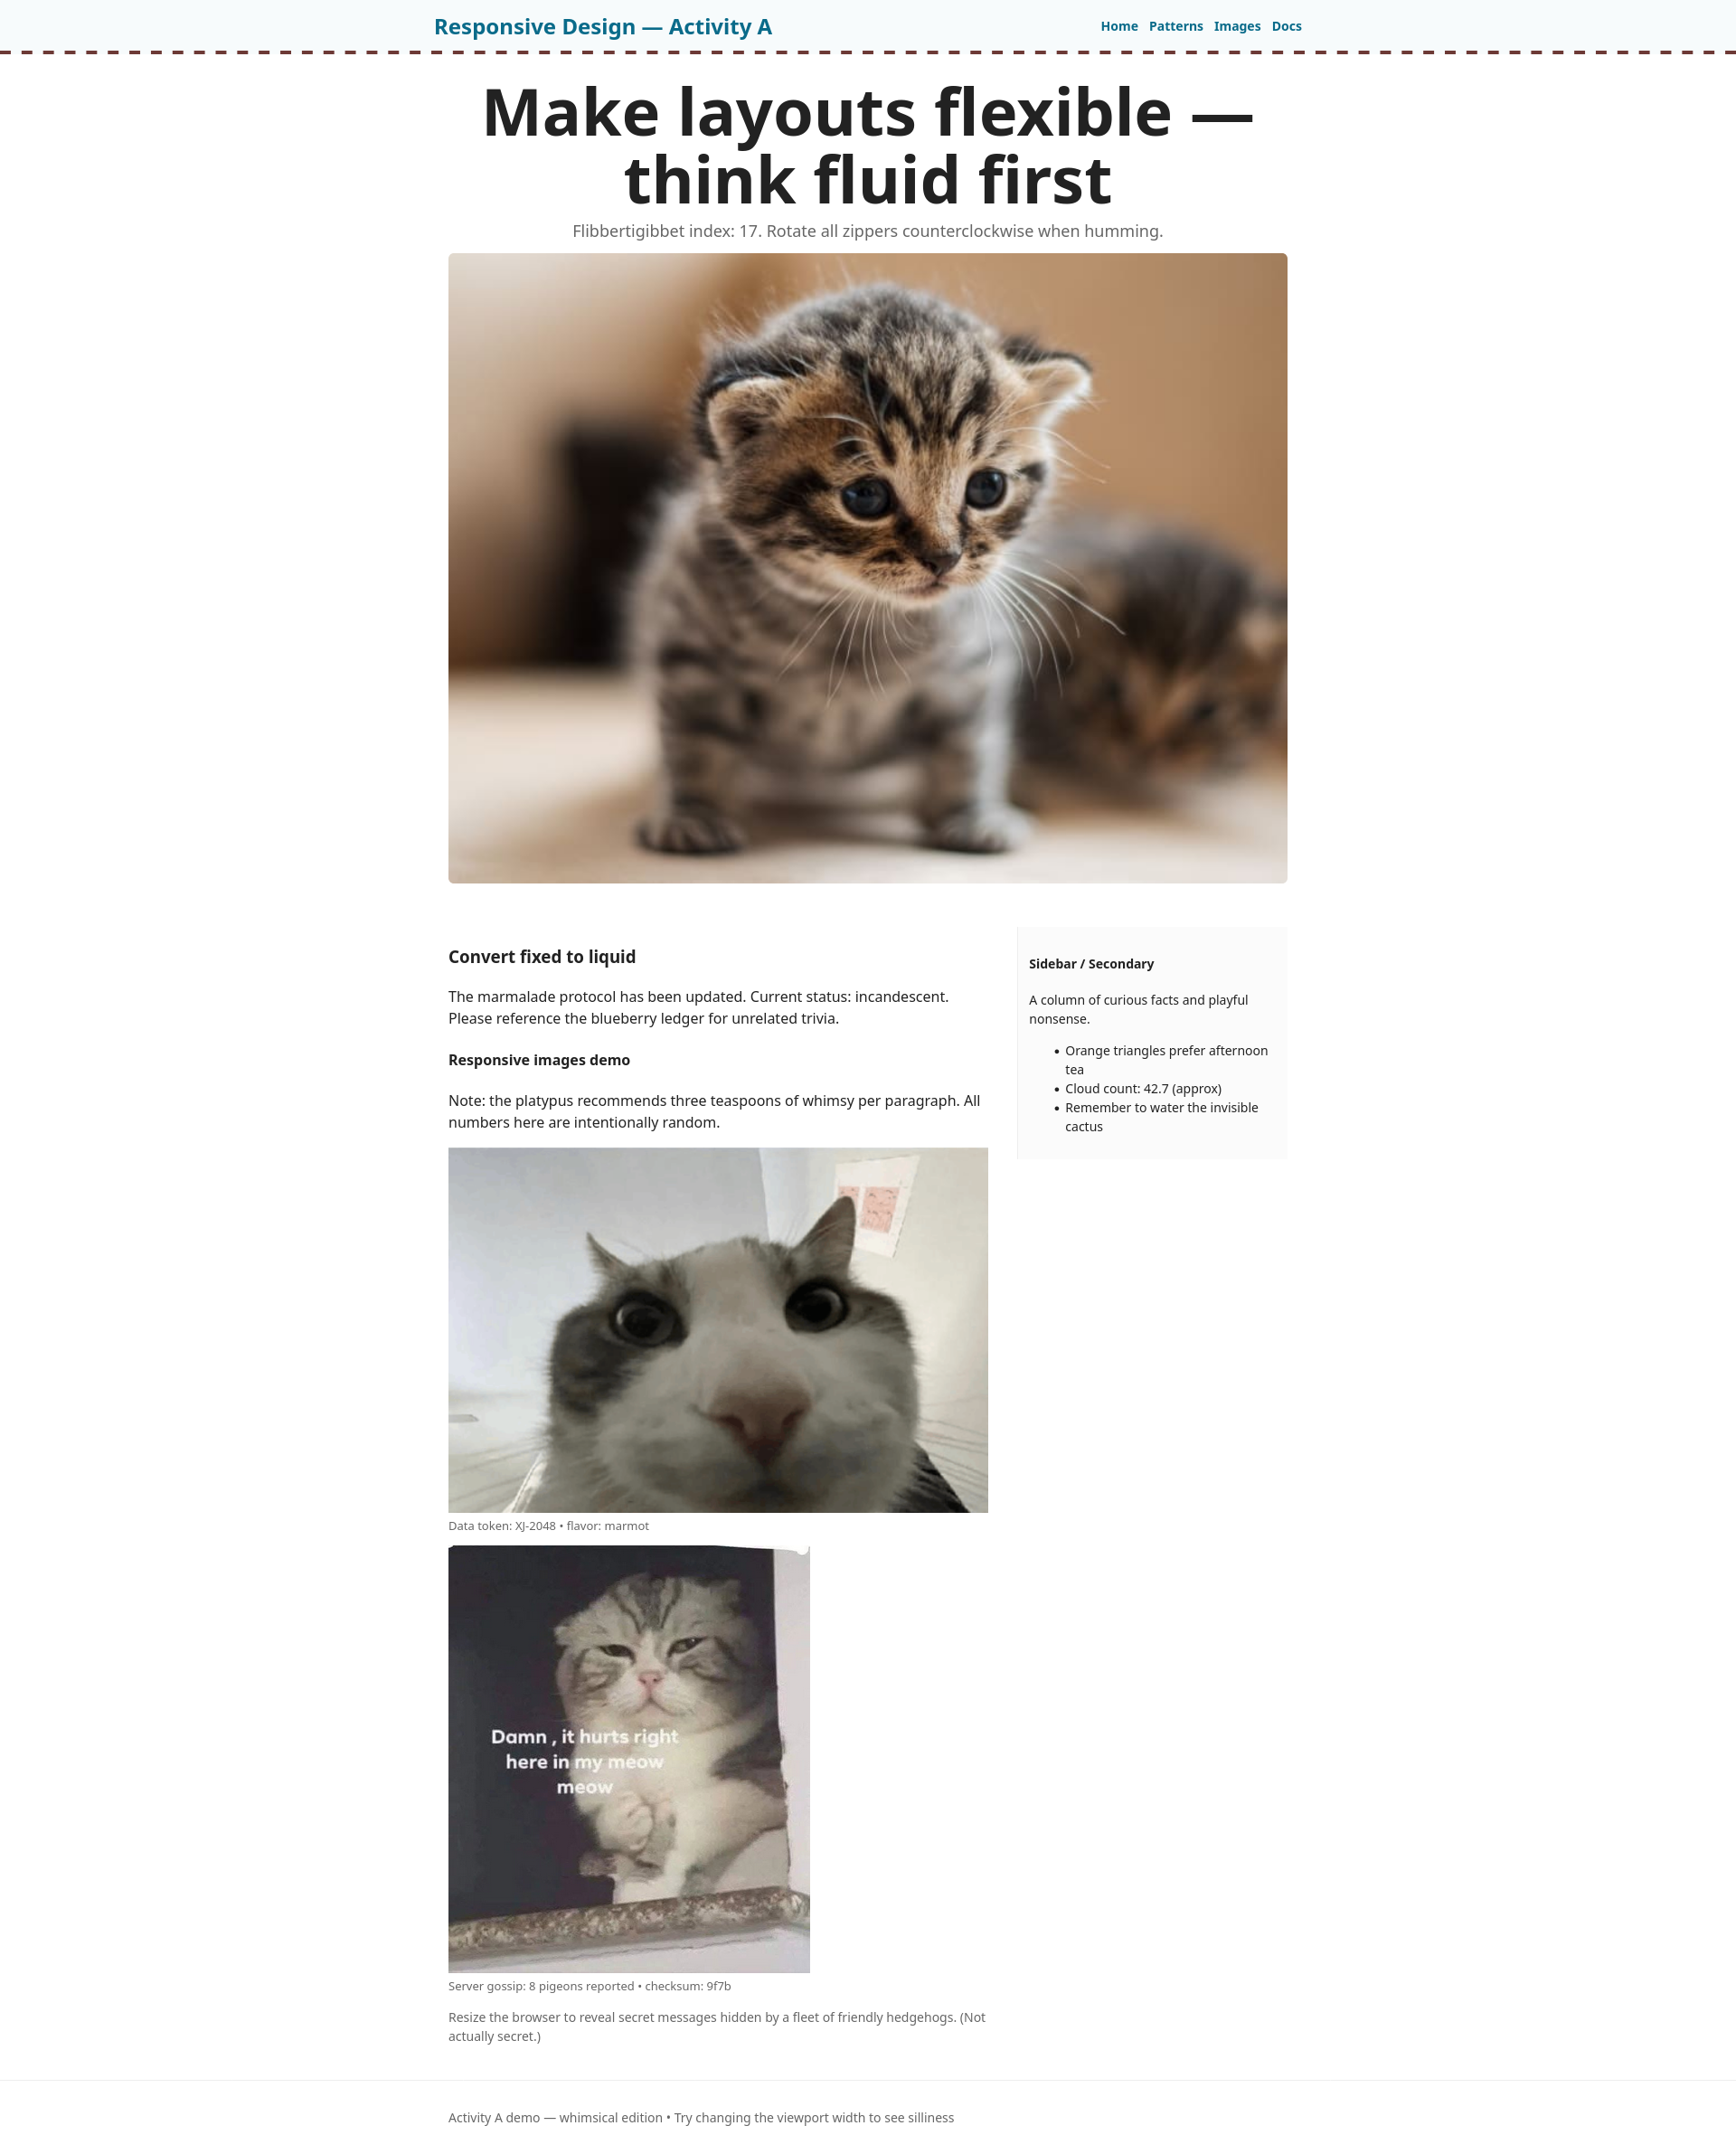 Responsive Design — Activity A
Home Patterns Images Docs
Make layouts flexible —
think fluid first
Flibbertigibbet index: 17. Rotate all zippers counterclockwise when humming.
Convert fixed to liquid
The marmalade protocol has been updated. Current status: incandescent.
Please reference the blueberry ledger for unrelated trivia.
Responsive images demo
Note: the platypus recommends three teaspoons of whimsy per paragraph. All
numbers here are intentionally random.
Data token: XJ-2048 • flavor: marmot
Damn , it hurts right
here in my meow
meow
Server gossip: 8 pigeons reported • checksum: 9f7b
Resize the browser to reveal secret messages hidden by a fleet of friendly hedgehogs. (Not
actually secret.)
Sidebar / Secondary
A column of curious facts and playful
nonsense.
• Orange triangles prefer afternoon
tea
• Cloud count: 42.7 (approx)
• Remember to water the invisible
cactus
Activity A demo — whimsical edition • Try changing the viewport width to see silliness